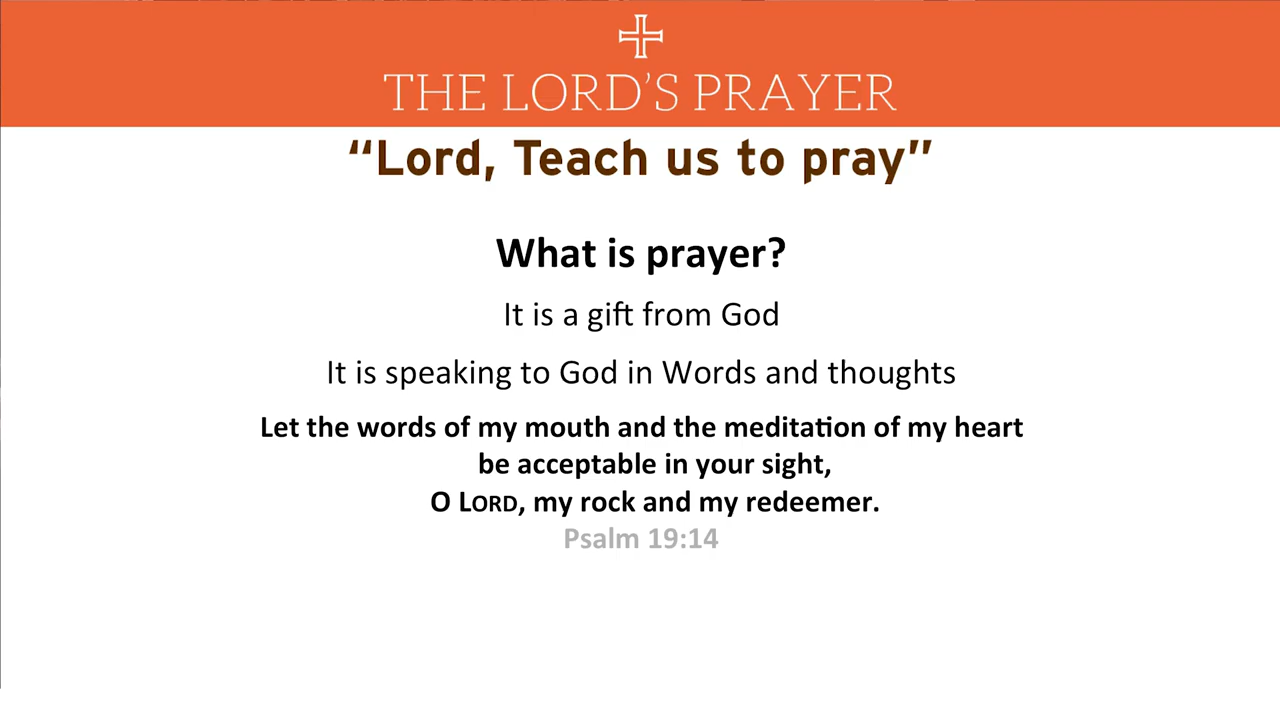 THE LORD’S PRAYER
“Lord, Teach us to pray”
What is prayer?
It is a gift from God
It is speaking to God in Words and thoughts
Let the words of my mouth and the meditation of my heart
be acceptable in your sight,
O LORD, my rock and my redeemer.
Psalm 19:14